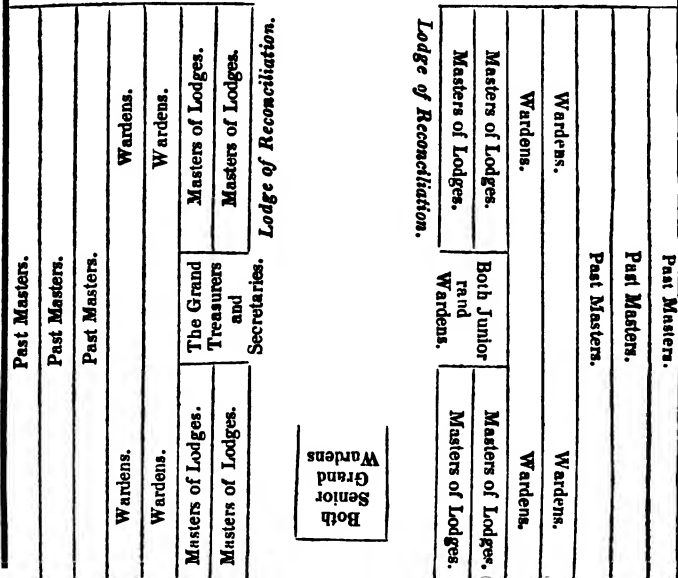 Past Masters.
Past Masters.
Past Masters.
Wardens.
Wardens.
Wardens.
Wardens.
Masters of Lodges.
Masters of Lodges.
The Grand
Treasurers
and
Secretaries.
Masters of Lodges.
Masters of Lodges.
Lodge of Reconciliation.
Both
Senior
Grand
Wardens
Lodge of Reconciliation.
Masters of Lodges.
Masters of Lodges.
Both Junior
rand
Wardens.
Masters of Lodges.
Masters of Lodges.
Wardens.
Wardens.
Wardens.
Wardens.
Past Masters.
Past Masters.
Past Masters.